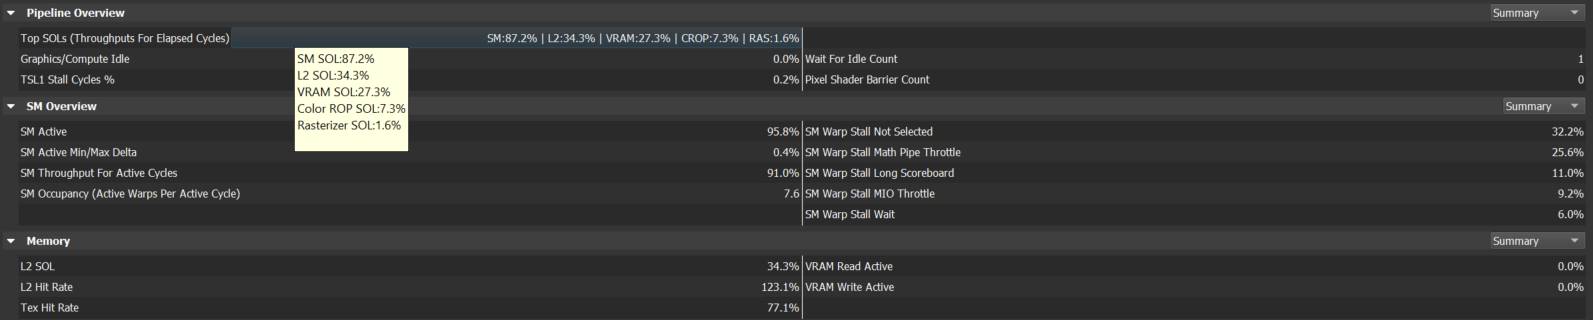 Pipeline Overview Summary
Top SOLs (Throughputs For Elapsed Cycles) SM:87.2% | L2:34.3% | VRAM:27.3% | CROP:7.3% | RAS:1.6%
Graphics/Compute Idle 0.0% Wait For Idle Count 1
TSL1 Stall Cycles % 0.2% Pixel Shader Barrier Count 0
SM SOL:87.2%
L2 SOL:34.3%
VRAM SOL:27.3%
Color ROP SOL:7.3%
Rasterizer SOL:1.6%
SM Overview Summary
SM Active 95.8% SM Warp Stall Not Selected 32.2%
SM Active Min/Max Delta 0.4% SM Warp Stall Math Pipe Throttle 25.6%
SM Throughput For Active Cycles 91.0% SM Warp Stall Long Scoreboard 11.0%
SM Occupancy (Active Warps Per Active Cycle) 7.6 SM Warp Stall MIO Throttle 9.2%
SM Warp Stall Wait 6.0%
Memory Summary
L2 SOL 34.3% VRAM Read Active 0.0%
L2 Hit Rate 123.1% VRAM Write Active 0.0%
Tex Hit Rate 77.1%